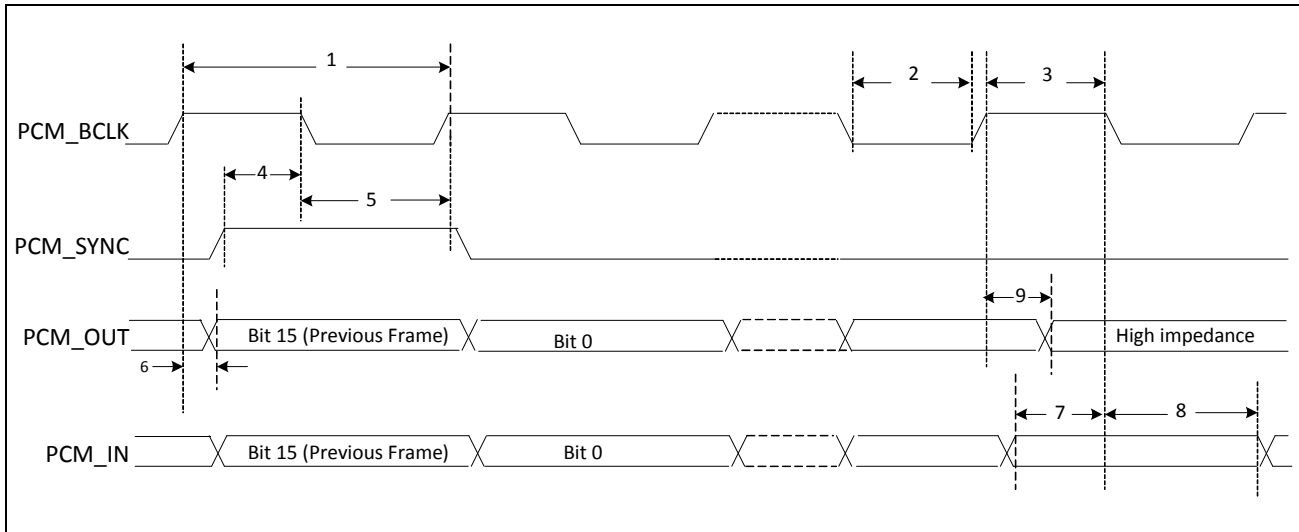 1
2
3
PCM_BCLK
4
5
PCM_SYNC
9
PCM_OUT
Bit 15 (Previous Frame)
Bit 0
High impedance
6
7
8
PCM_IN
Bit 15 (Previous Frame)
Bit 0